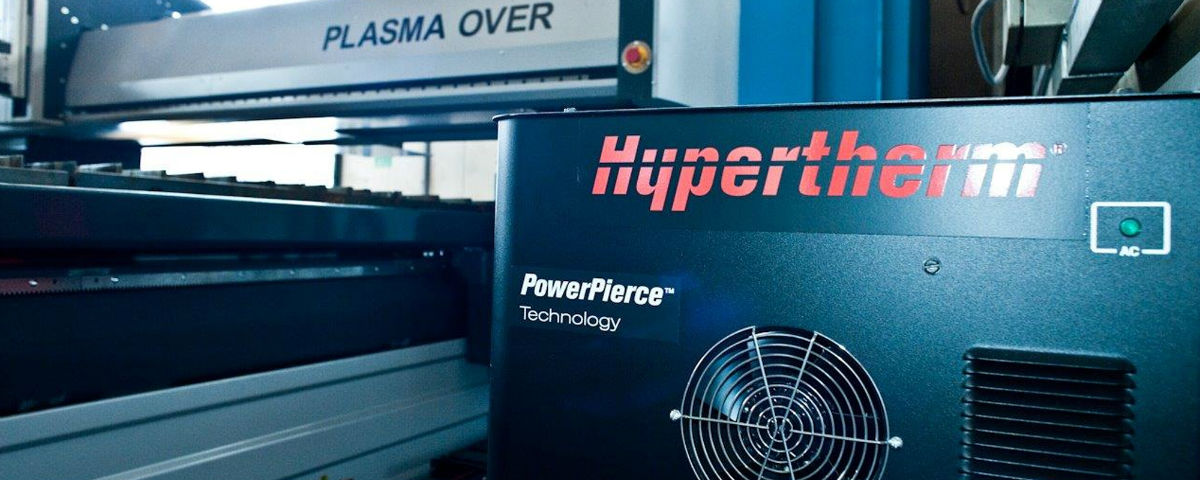 PLASMA OVER
Hypertherm®
AC
PowerPierce™
Technology